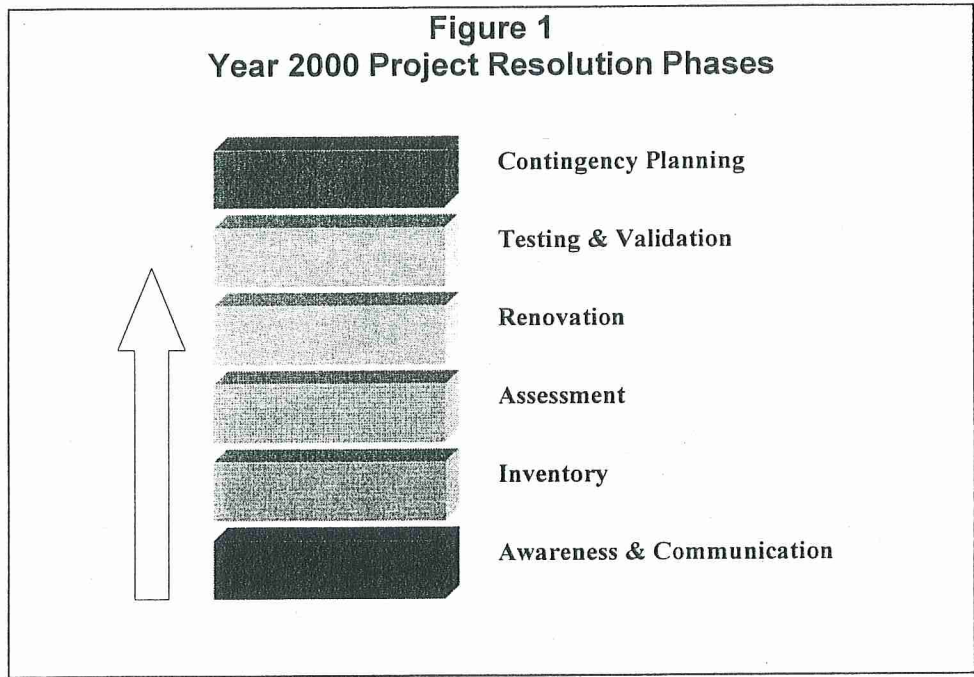 Figure 1
Year 2000 Project Resolution Phases
Contingency Planning
Testing & Validation
Renovation
Assessment
Inventory
Awareness & Communication